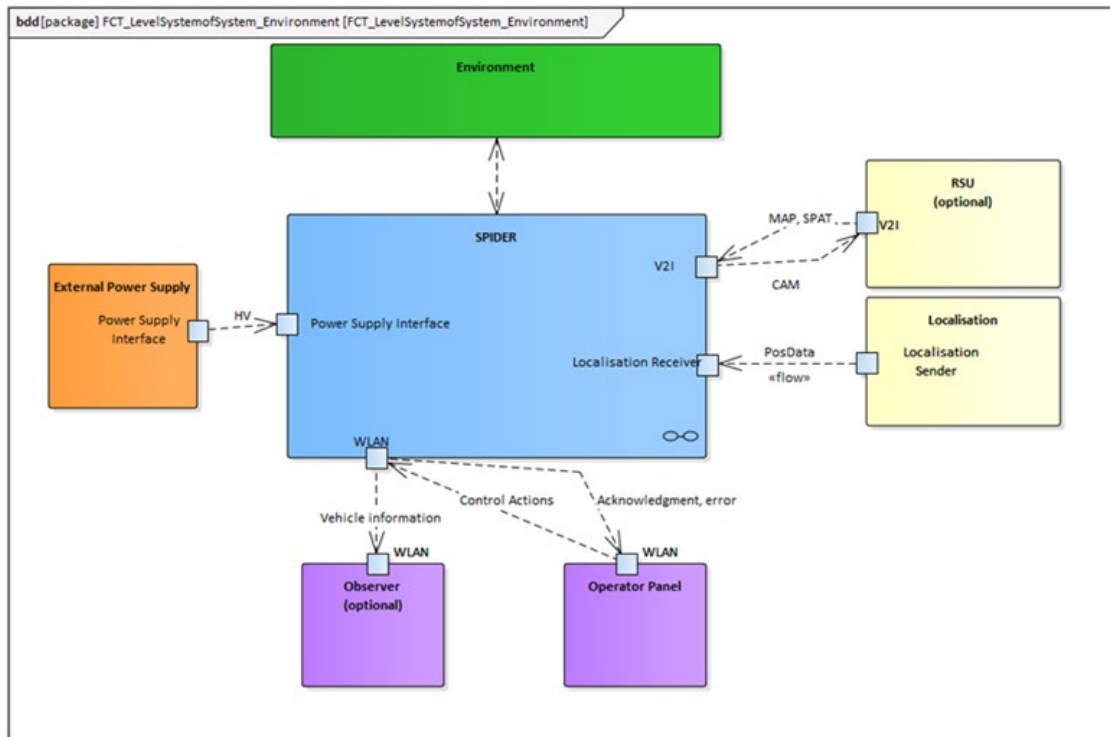 bdd [package] FCT_LevelSystemofSystem_Environment [FCT_LevelSystemofSystem_Environment]
Environment
RSU
(optional)
V2I
MAP, SPAT
CAM
SPIDER
V2I
External Power Supply
Power Supply
Interface
HV
Power Supply Interface
Localisation
Localisation
Sender
PosData
«flow»
Localisation Receiver
WLAN
Control Actions
Acknowledgment, error
Vehicle information
WLAN
WLAN
Observer
(optional)
Operator Panel